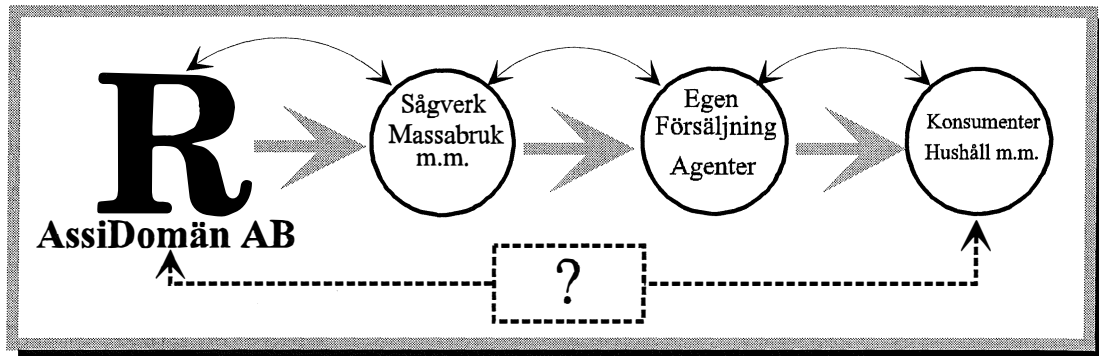 R
AssiDomän AB
Sågverk
Massabruk
m.m.
Egen
Försäljning
Agenter
Konsumenter
Hushåll m.m.
?